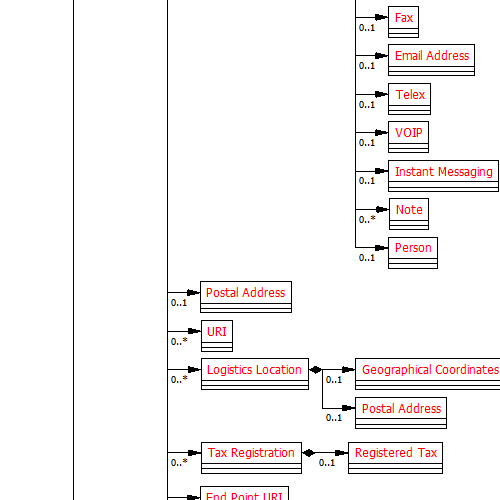 Fax
0..1
Email Address
0..1
Telex
0..1
VOIP
0..1
Instant Messaging
0..1
Note
0..*
Person
0..1
Postal Address
0..1
URI
0..*
Logistics Location
0..*
Geographical Coordinates
0..1
Postal Address
0..1
Tax Registration
0..*
Registered Tax
0..1
End Point URI